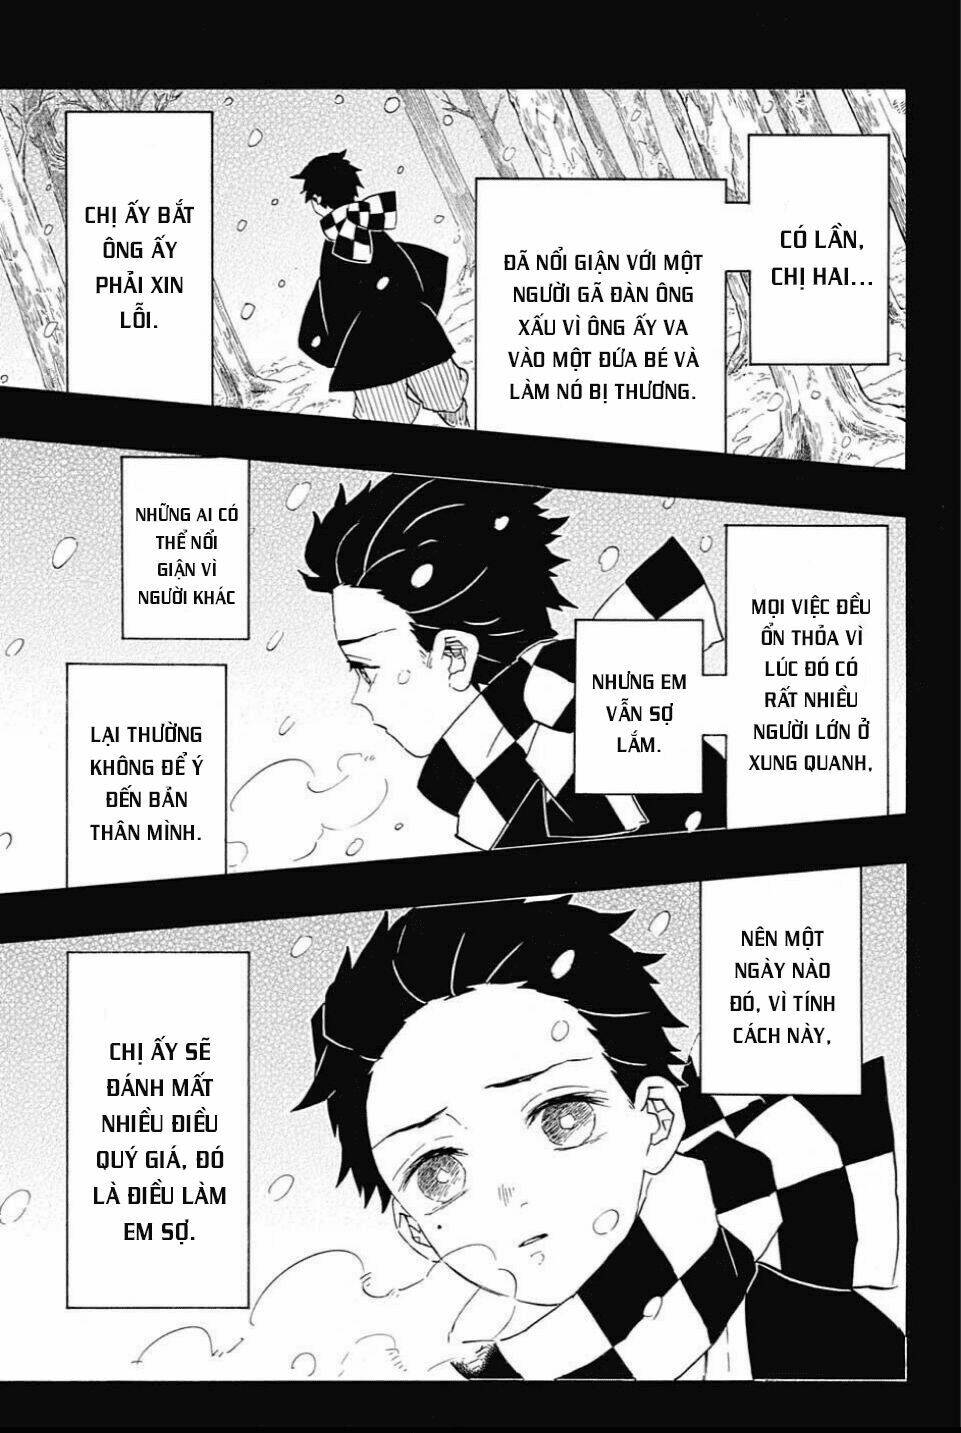 CÓ LẦN,
CHỊ HAI...
ĐÃ NỔI GIẬN VỚI MỘT
NGƯỜI GÃ ĐÀN ÔNG
XẤU VÌ ÔNG ẤY VA
VÀO MỘT ĐỨA BÉ VÀ
LÀM NÓ BỊ THƯƠNG.
CHỊ ẤY BẮT
ÔNG ẤY
PHẢI XIN
LỖI.
MỌI VIỆC ĐỀU
ỔN THỎA VÌ
LÚC ĐÓ CÓ
RẤT NHIỀU
NGƯỜI LỚN Ở
XUNG QUANH,
NHƯNG EM
VẪN SỢ
LẮM.
NHỮNG AI CÓ
THỂ NỔI
GIẬN VÌ
NGƯỜI KHÁC
LẠI THƯỜNG
KHÔNG ĐỂ Ý
ĐẾN BẢN
THÂN MÌNH.
NÊN MỘT
NGÀY NÀO
ĐÓ, VÌ TÍNH
CÁCH NÀY,
CHỊ ẤY SẼ
ĐÁNH MẤT
NHIỀU ĐIỀU
QUÝ GIÁ, ĐÓ
LÀ ĐIỀU LÀM
EM SỢ.